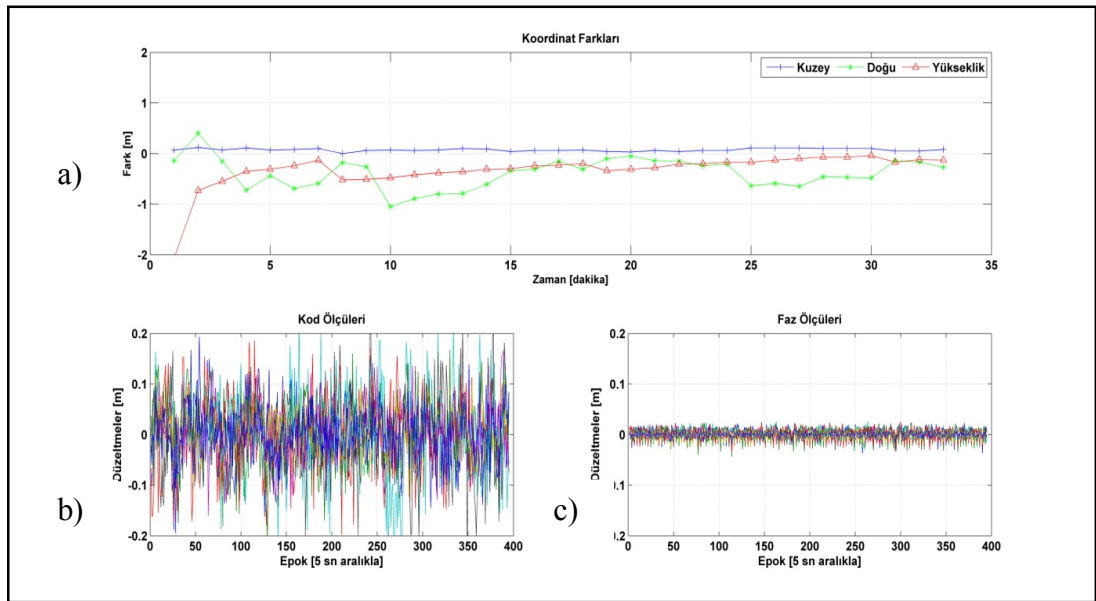 Koordinat Farkları
Kuzey Doğu Yükseklik
a)
Fark [m]
2
1
0
-1
-2
0 5 10 15 20 25 30 35
Zaman [dakika]
Kod Ölçüleri
b)
Düzeltmeler [m]
0.2
0.1
0
-0.1
-0.2
0 50 100 150 200 250 300 350 400
Epok [5 sn aralıkla]
Faz Ölçüleri
c)
Düzeltmeler [m]
0.2
0.1
0
-0.1
).2
0 50 100 150 200 250 300 350 400
Epok [5 sn aralıkla]